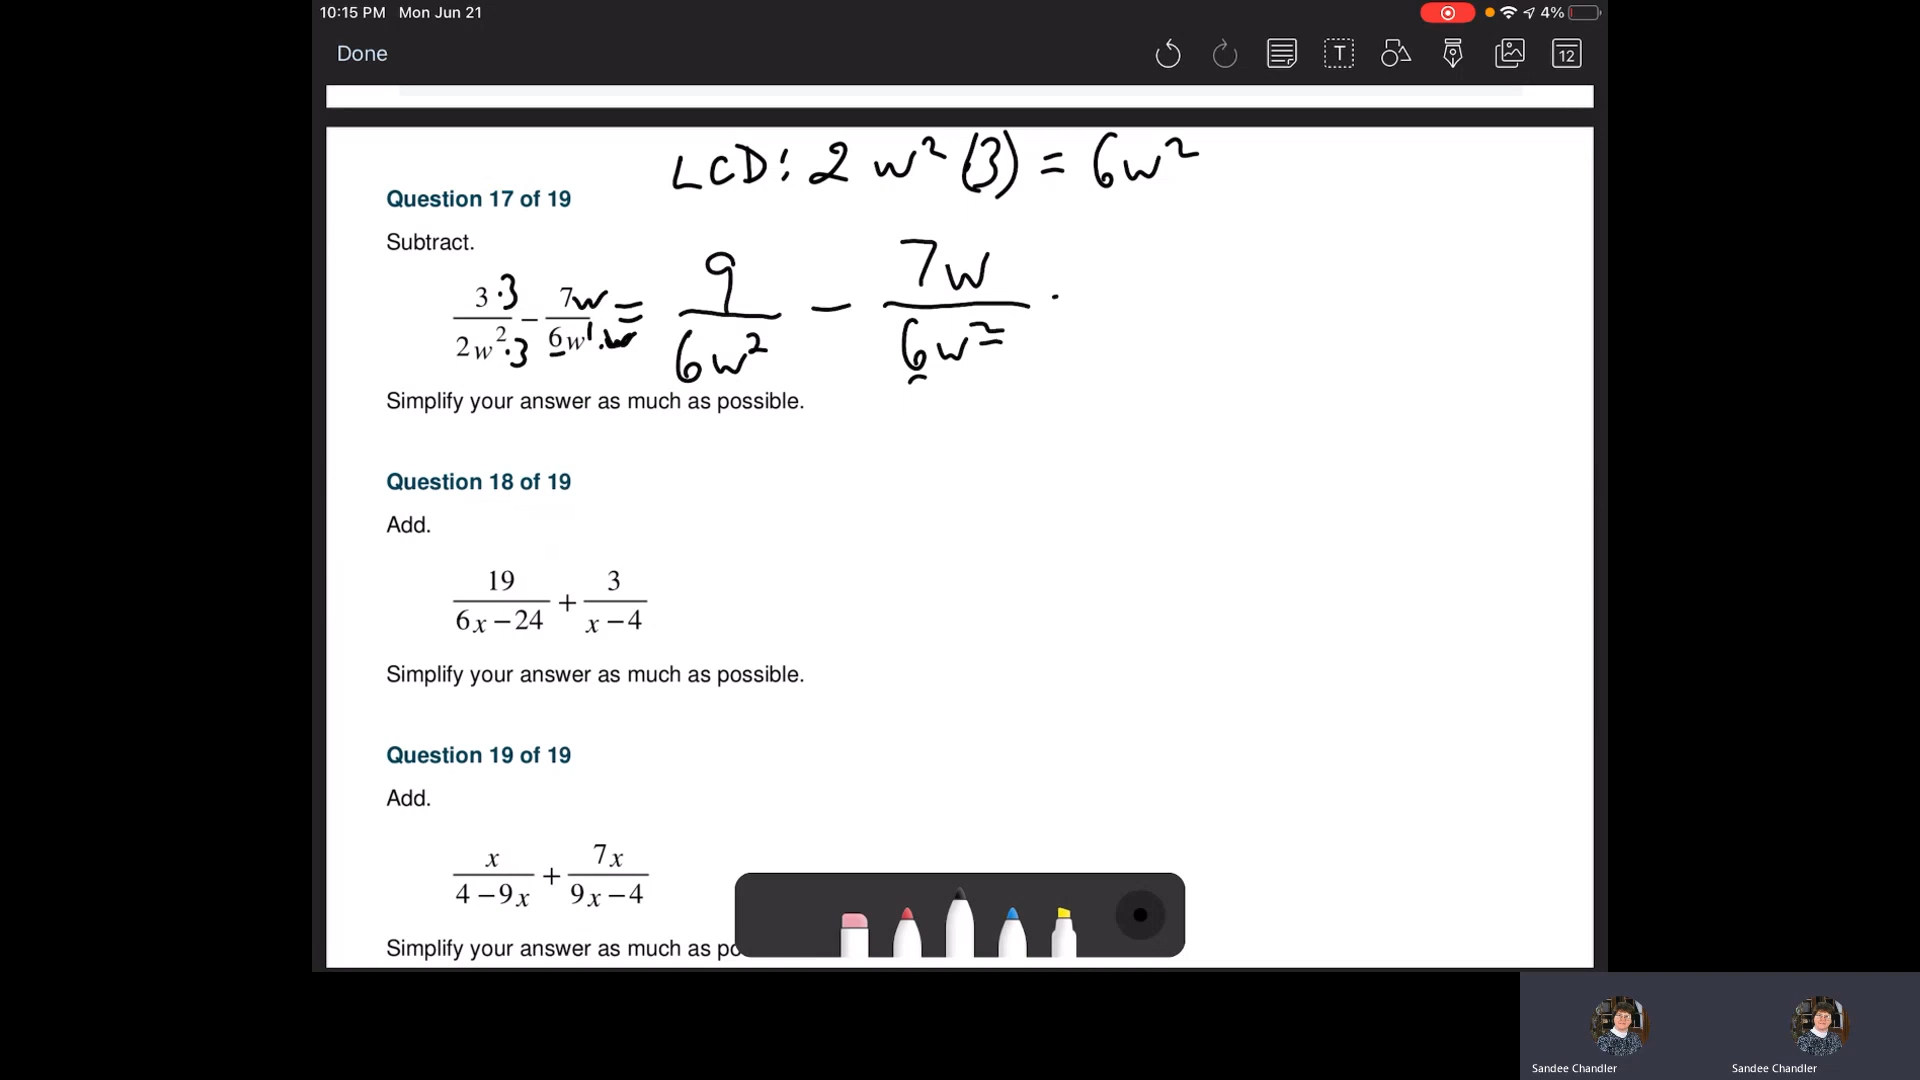 10:15 PM Mon Jun 21 4%
Done T 12
LCD: 2 w² (3) = 6w²
Question 17 of 19
Subtract.
3·3 / 2w²·3 − 7w / 6w¹·w = 9 / 6w² − 7w / 6w²
Simplify your answer as much as possible.
Question 18 of 19
Add.
19 / 6x−24 + 3 / x−4
Simplify your answer as much as possible.
Question 19 of 19
Add.
x / 4−9x + 7x / 9x−4
Simplify your answer as much as po
Sandee Chandler Sandee Chandler